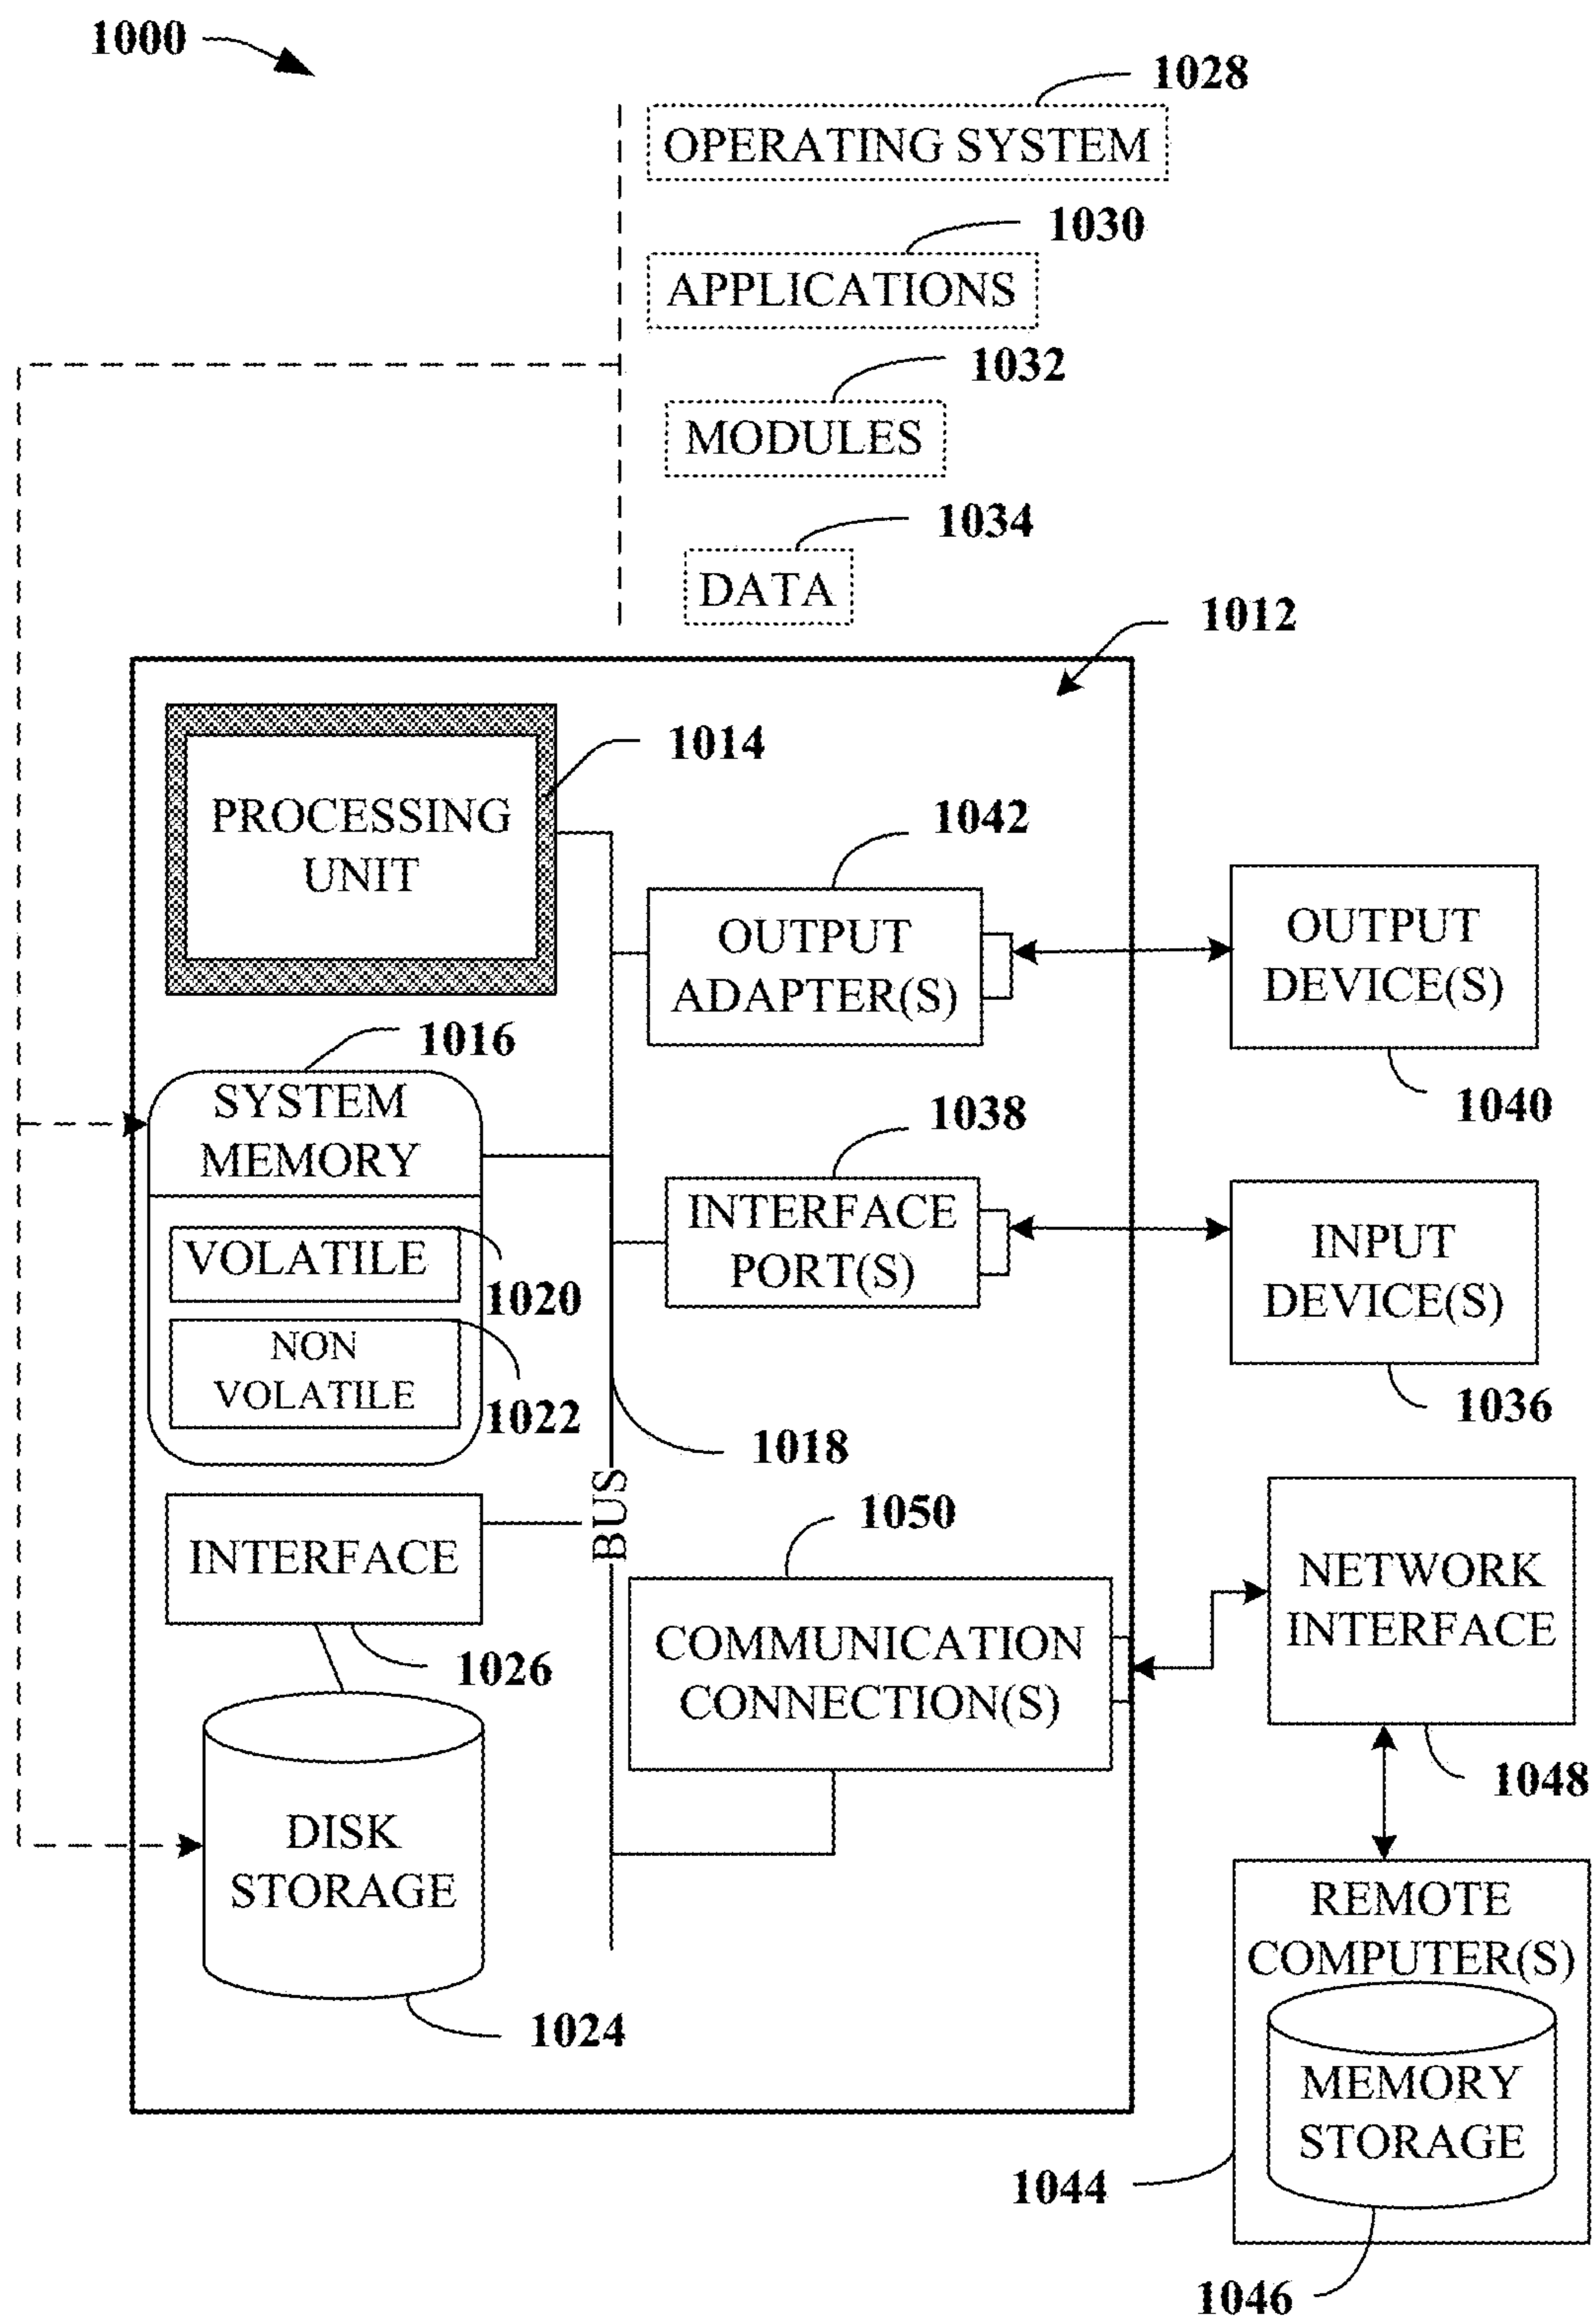 1000
1028
OPERATING SYSTEM
1030
APPLICATIONS
1032
MODULES
1034
DATA
1012
1014
PROCESSING
UNIT
1042
OUTPUT
ADAPTER(S)
OUTPUT
DEVICE(S)
1040
1016
SYSTEM
MEMORY
VOLATILE
1020
NON
VOLATILE
1022
1038
INTERFACE
PORT(S)
INPUT
DEVICE(S)
1036
1018
BUS
INTERFACE
1026
1050
COMMUNICATION
CONNECTION(S)
NETWORK
INTERFACE
1048
DISK
STORAGE
1024
REMOTE
COMPUTER(S)
MEMORY
STORAGE
1044
1046